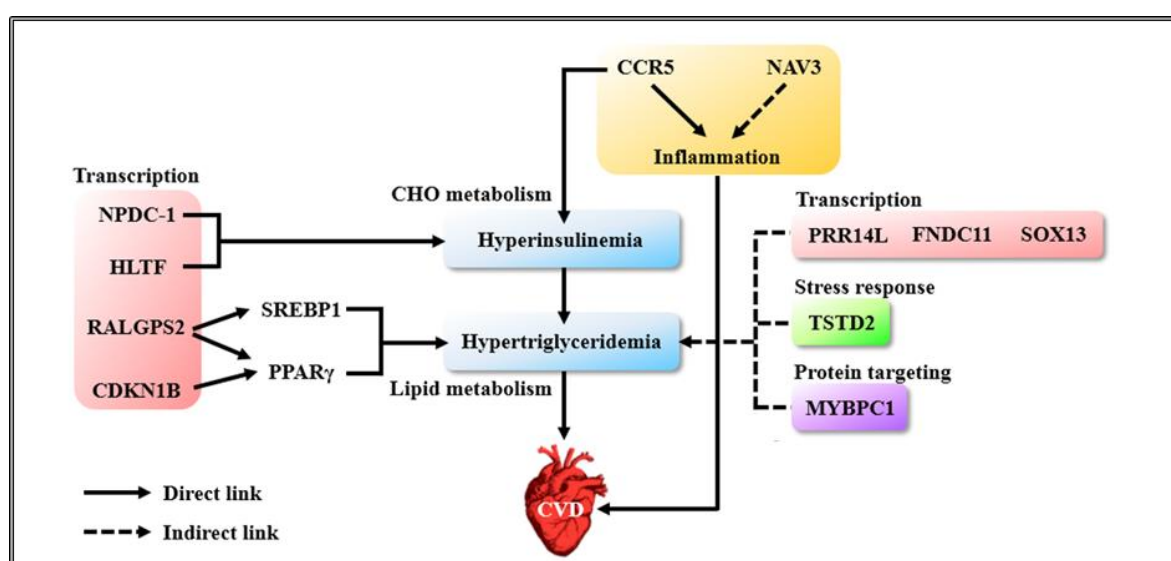 CCR5
NAV3
Inflammation
Transcription
NPDC-1
HLTF
RALGPS2
CDKN1B
SREBP1
PPARγ
CHO metabolism
Hyperinsulinemia
Hypertriglyceridemia
Lipid metabolism
CVD
Transcription
PRR14L FNDC11 SOX13
Stress response
TSTD2
Protein targeting
MYBPC1
Direct link
Indirect link